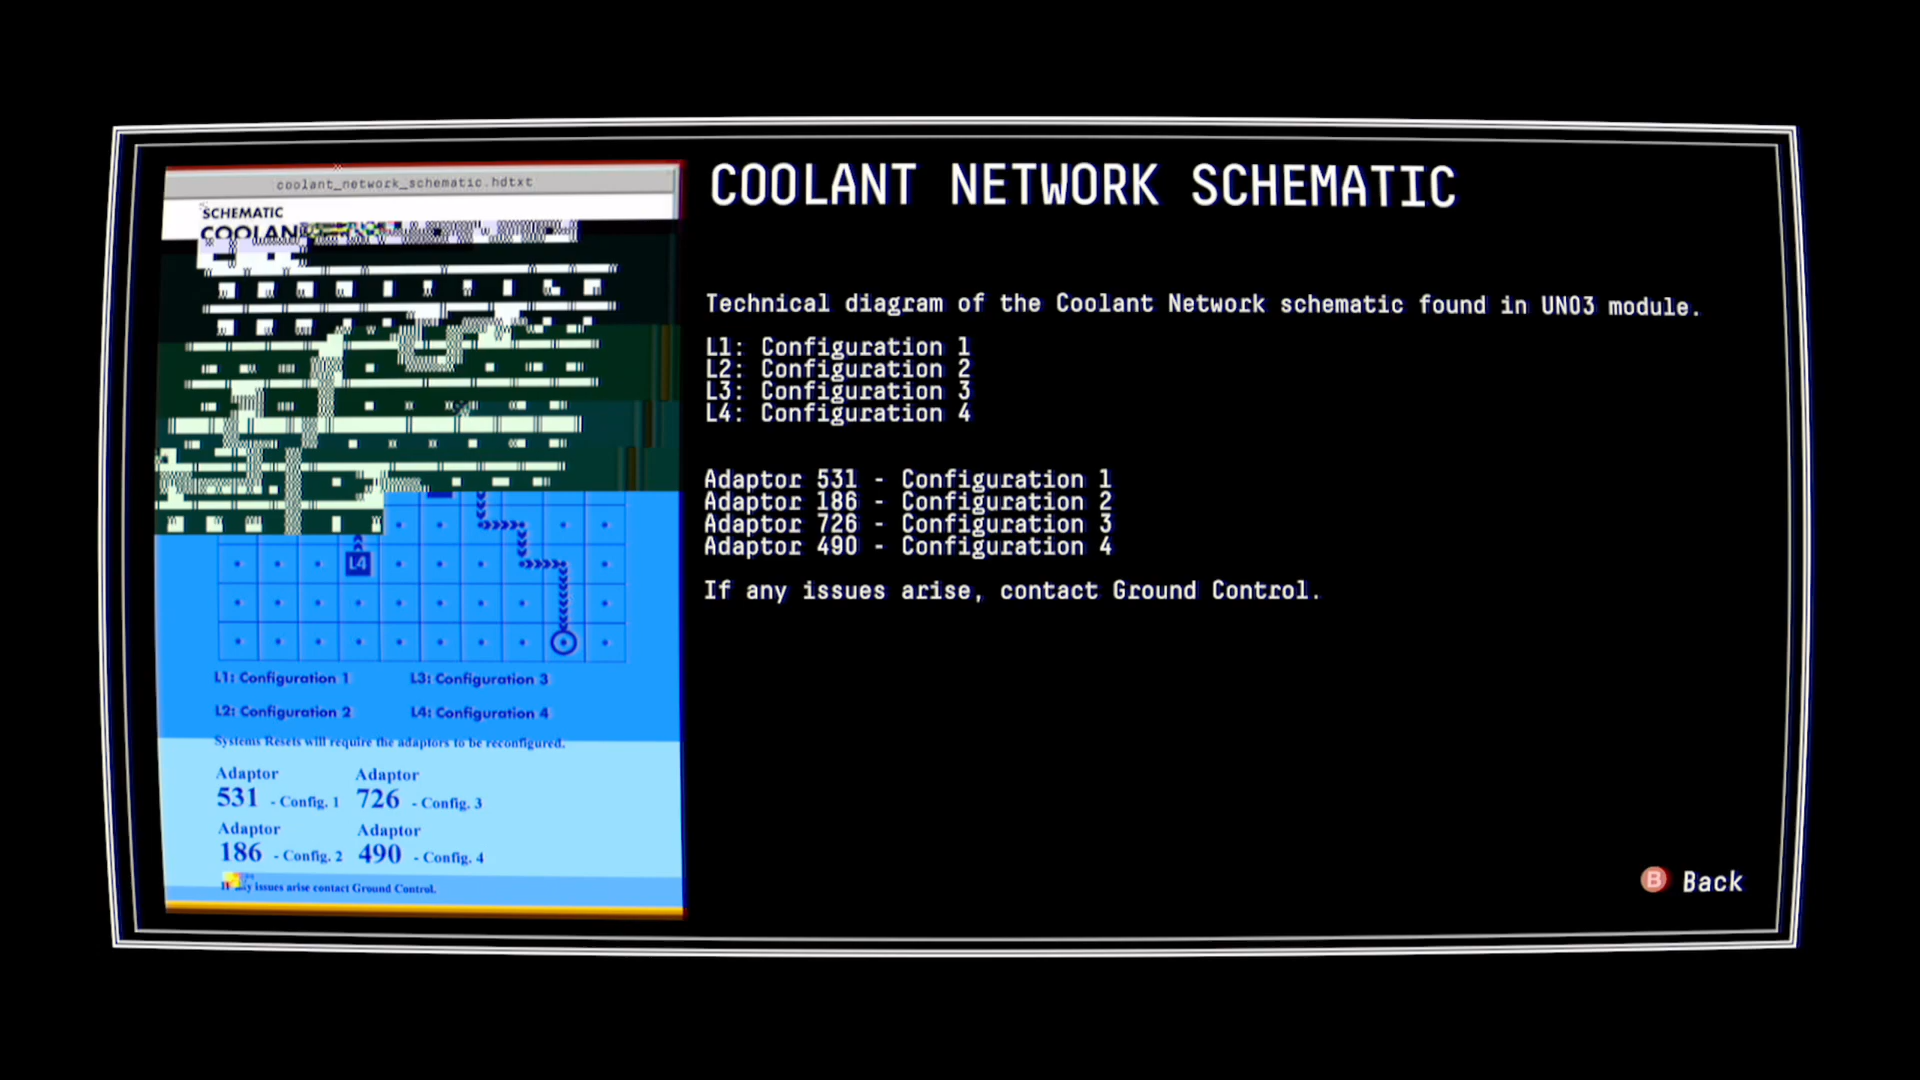 coolant_network_schematic.hdtxt
SCHEMATIC
COOLAN
L4
L1: Configuration 1
L3: Configuration 3
L2: Configuration 2
L4: Configuration 4
Systems Resets will require the adaptors to be reconfigured.
Adaptor
531 - Config. 1
Adaptor
726 - Config. 3
Adaptor
186 - Config. 2
Adaptor
490 - Config. 4
issues arise contact Ground Control.
COOLANT NETWORK SCHEMATIC
Technical diagram of the Coolant Network schematic found in UNO3 module.
L1: Configuration 1
L2: Configuration 2
L3: Configuration 3
L4: Configuration 4
Adaptor 531 - Configuration 1
Adaptor 186 - Configuration 2
Adaptor 726 - Configuration 3
Adaptor 490 - Configuration 4
If any issues arise, contact Ground Control.
B Back